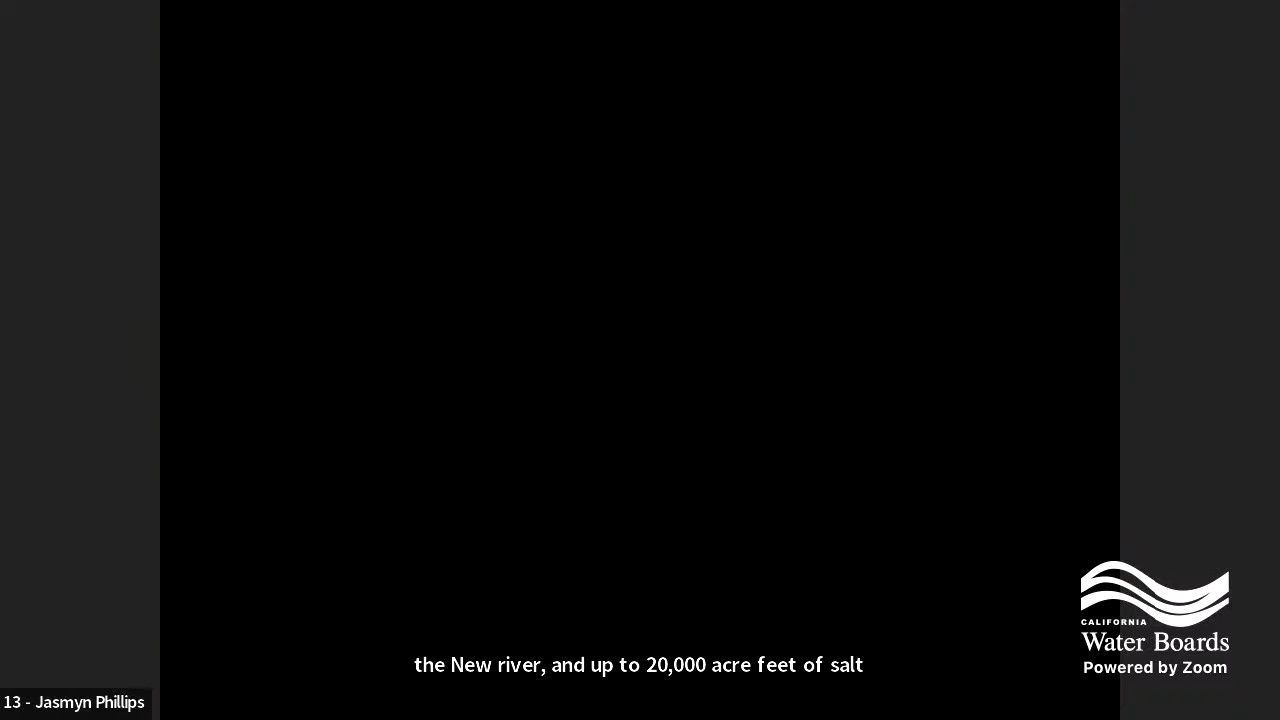 CALIFORNIA
Water Boards
Powered by Zoom
the New river, and up to 20,000 acre feet of salt
13 - Jasmyn Phillips